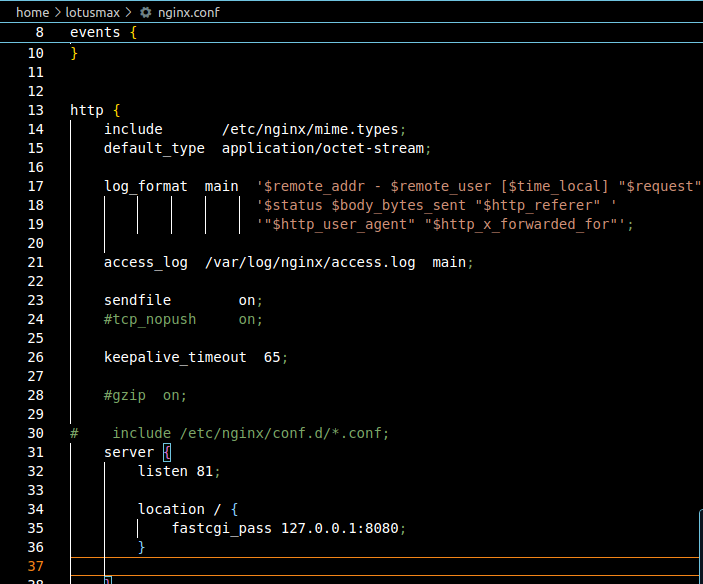 home > lotusmax > nginx.conf
8 events {
10 }
11
12
13 http {
14 include /etc/nginx/mime.types;
15 default_type application/octet-stream;
16
17 log_format main '$remote_addr - $remote_user [$time_local] "$request"
18 '$status $body_bytes_sent "$http_referer" '
19 '"$http_user_agent" "$http_x_forwarded_for"';
20
21 access_log /var/log/nginx/access.log main;
22
23 sendfile on;
24 #tcp_nopush on;
25
26 keepalive_timeout 65;
27
28 #gzip on;
29
30 # include /etc/nginx/conf.d/*.conf;
31 server {
32 listen 81;
33
34 location / {
35 fastcgi_pass 127.0.0.1:8080;
36 }
37
38 }